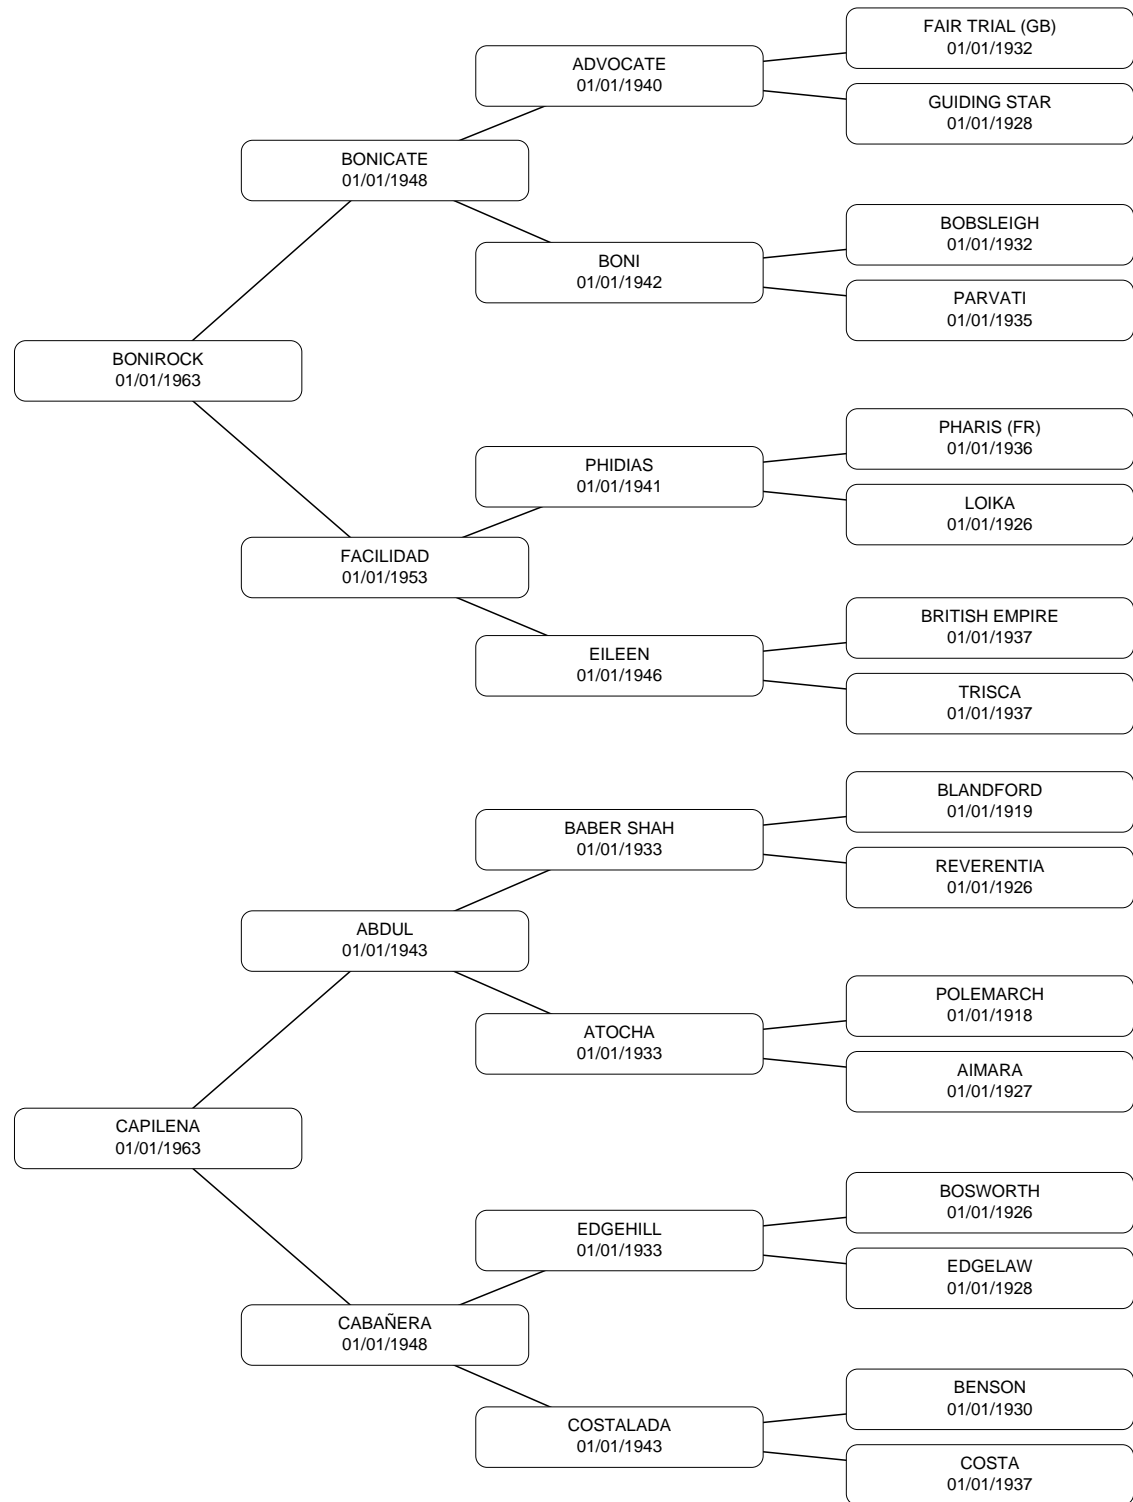 FAIR TRIAL (GB)
01/01/1932
ADVOCATE
01/01/1940
GUIDING STAR
01/01/1928
BONICATE
01/01/1948
BOBSLEIGH
01/01/1932
BONI
01/01/1942
PARVATI
01/01/1935
BONIROCK
01/01/1963
PHARIS (FR)
01/01/1936
PHIDIAS
01/01/1941
LOIKA
01/01/1926
FACILIDAD
01/01/1953
BRITISH EMPIRE
01/01/1937
EILEEN
01/01/1946
TRISCA
01/01/1937
BLANDFORD
01/01/1919
BABER SHAH
01/01/1933
REVERENTIA
01/01/1926
ABDUL
01/01/1943
POLEMARCH
01/01/1918
ATOCHA
01/01/1933
AIMARA
01/01/1927
CAPILENA
01/01/1963
BOSWORTH
01/01/1926
EDGEHILL
01/01/1933
EDGELAW
01/01/1928
CABAÑERA
01/01/1948
BENSON
01/01/1930
COSTALADA
01/01/1943
COSTA
01/01/1937